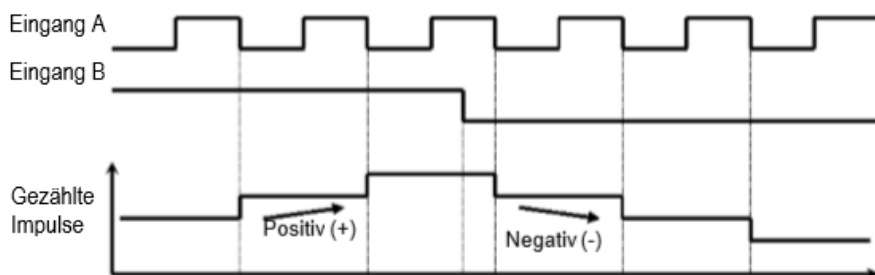 Eingang A
Eingang B
Gezählte
Impulse
Positiv (+)
Negativ (-)